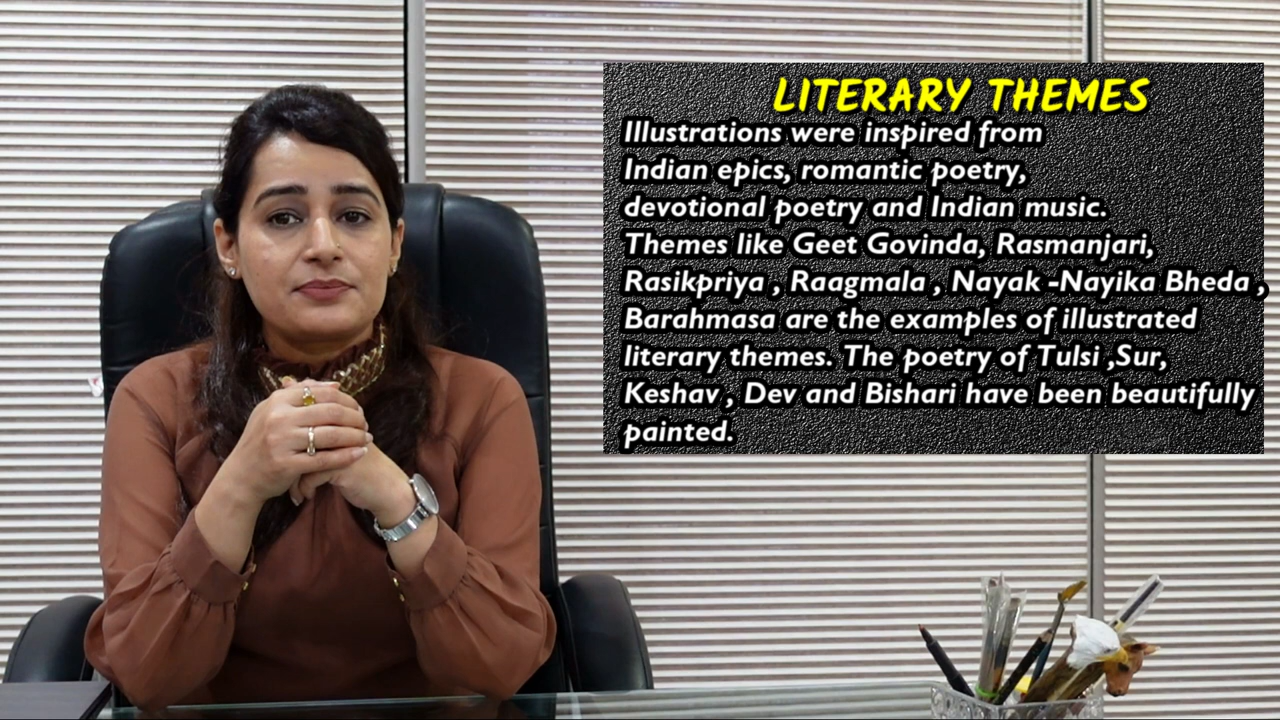 LITERARY THEMES
Illustrations were inspired from
Indian epics, romantic poetry,
devotional poetry and Indian music.
Themes like Geet Govinda, Rasmanjari,
Rasikpriya , Raagmala , Nayak -Nayika Bheda ,
Barahmasa are the examples of illustrated
literary themes. The poetry of Tulsi ,Sur,
Keshav , Dev and Bishari have been beautifully
painted.